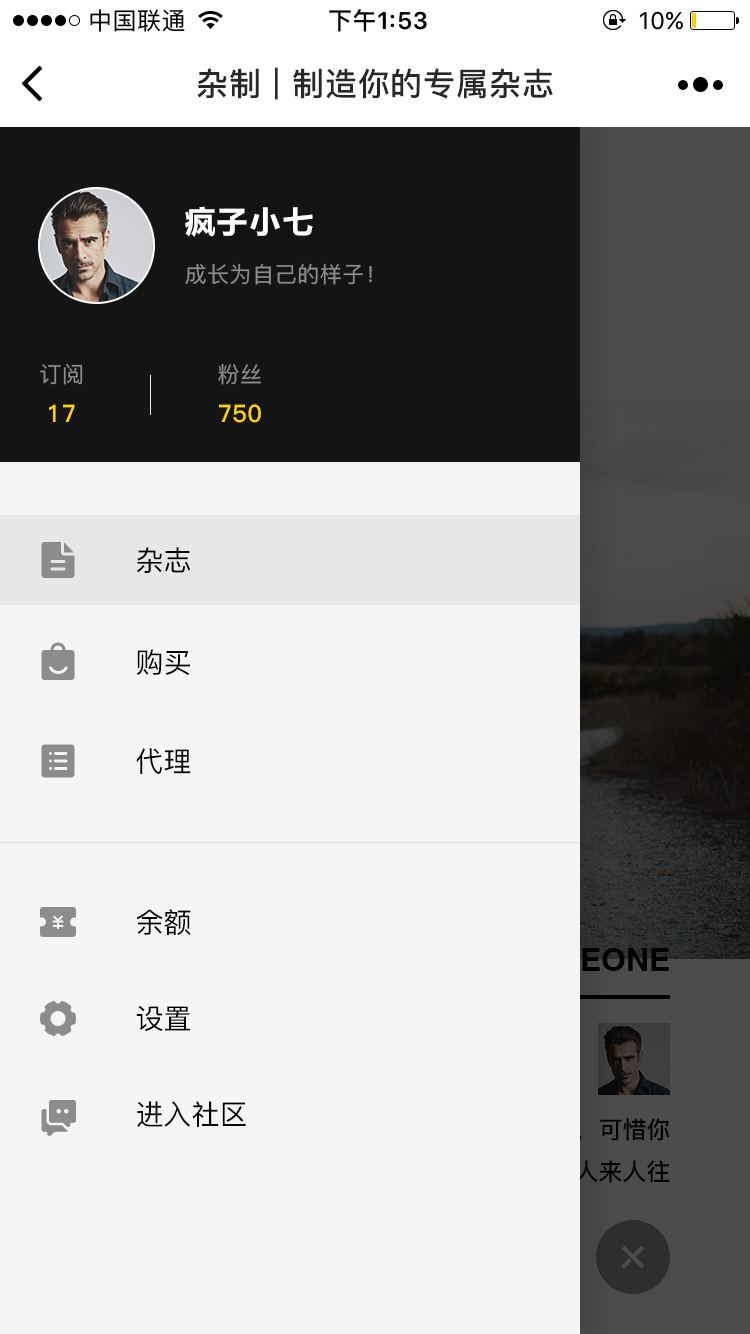 中国联通
下午1:53
10%
杂制 | 制造你的专属杂志
疯子小七
成长为自己的样子！
订阅
粉丝
17
750
杂志
购买
代理
¥
余额
EONE
设置
进入社区
可惜你
人来人往